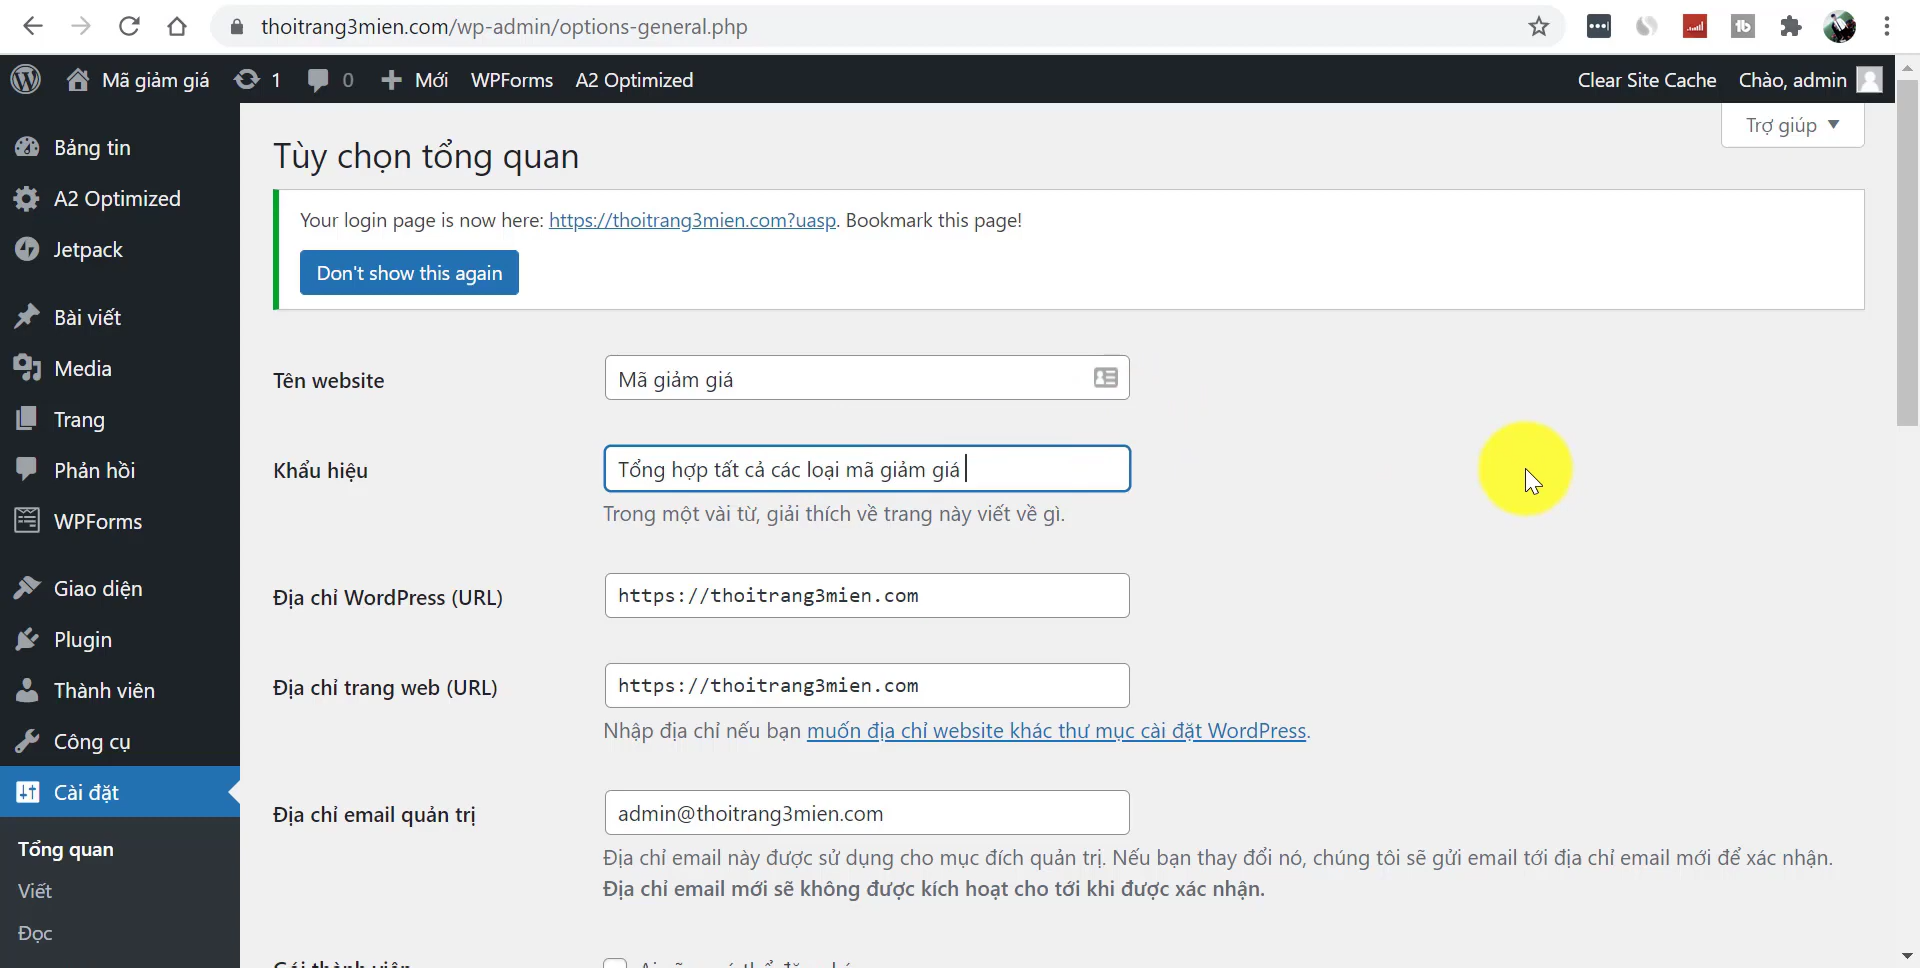 thoitrang3mien.com/wp-admin/options-general.php
Mã giảm giá 1 0 Mới WPForms A2 Optimized Clear Site Cache Chào, admin
Trợ giúp
Bảng tin
A2 Optimized
Jetpack
Bài viết
Media
Trang
Phản hồi
WPForms
Giao diện
Plugin
Thành viên
Công cụ
Cài đặt
Tổng quan
Viết
Đọc
Tùy chọn tổng quan
Your login page is now here: https://thoitrang3mien.com?uasp. Bookmark this page!
Don't show this again
Tên website Mã giảm giá
Khẩu hiệu Tổng hợp tất cả các loại mã giảm giá
Trong một vài từ, giải thích về trang này viết về gì.
Địa chỉ WordPress (URL) https://thoitrang3mien.com
Địa chỉ trang web (URL) https://thoitrang3mien.com
Nhập địa chỉ nếu bạn muốn địa chỉ website khác thư mục cài đặt WordPress.
Địa chỉ email quản trị admin@thoitrang3mien.com
Địa chỉ email này được sử dụng cho mục đích quản trị. Nếu bạn thay đổi nó, chúng tôi sẽ gửi email tới địa chỉ email mới để xác nhận.
Địa chỉ email mới sẽ không được kích hoạt cho tới khi được xác nhận.